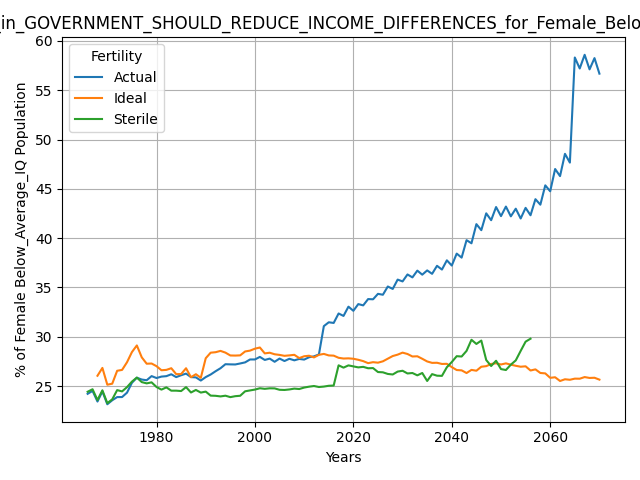 _in_GOVERNMENT_SHOULD_REDUCE_INCOME_DIFFERENCES_for_Female_Belo
% of Female Below_Average_IQ Population
60
55
50
45
40
35
30
25
Fertility
Actual
Ideal
Sterile
1980
2000
2020
2040
2060
Years